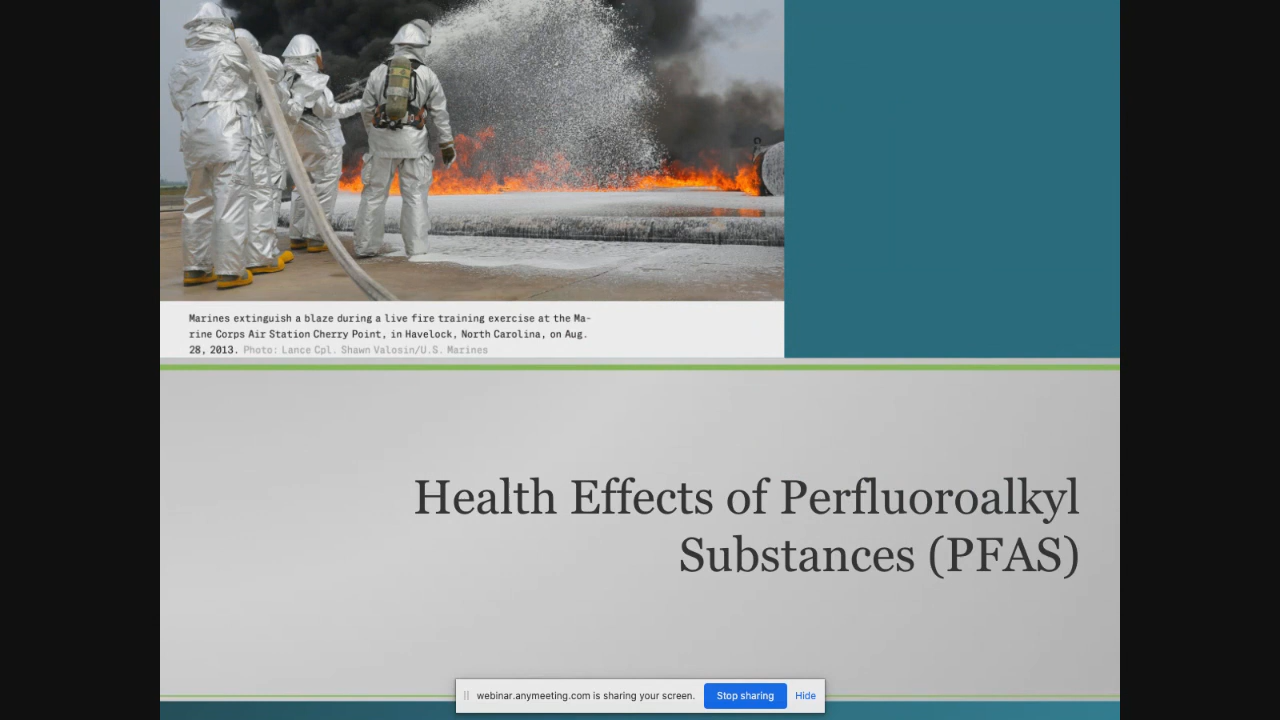 Marines extinguish a blaze during a live fire training exercise at the Ma-
rine Corps Air Station Cherry Point, in Havelock, North Carolina, on Aug.
28, 2013. Photo: Lance Cpl. Shawn Valosin/U.S. Marines
Health Effects of Perfluoroalkyl
Substances (PFAS)
webinar.anymeeting.com is sharing your screen. Stop sharing Hide